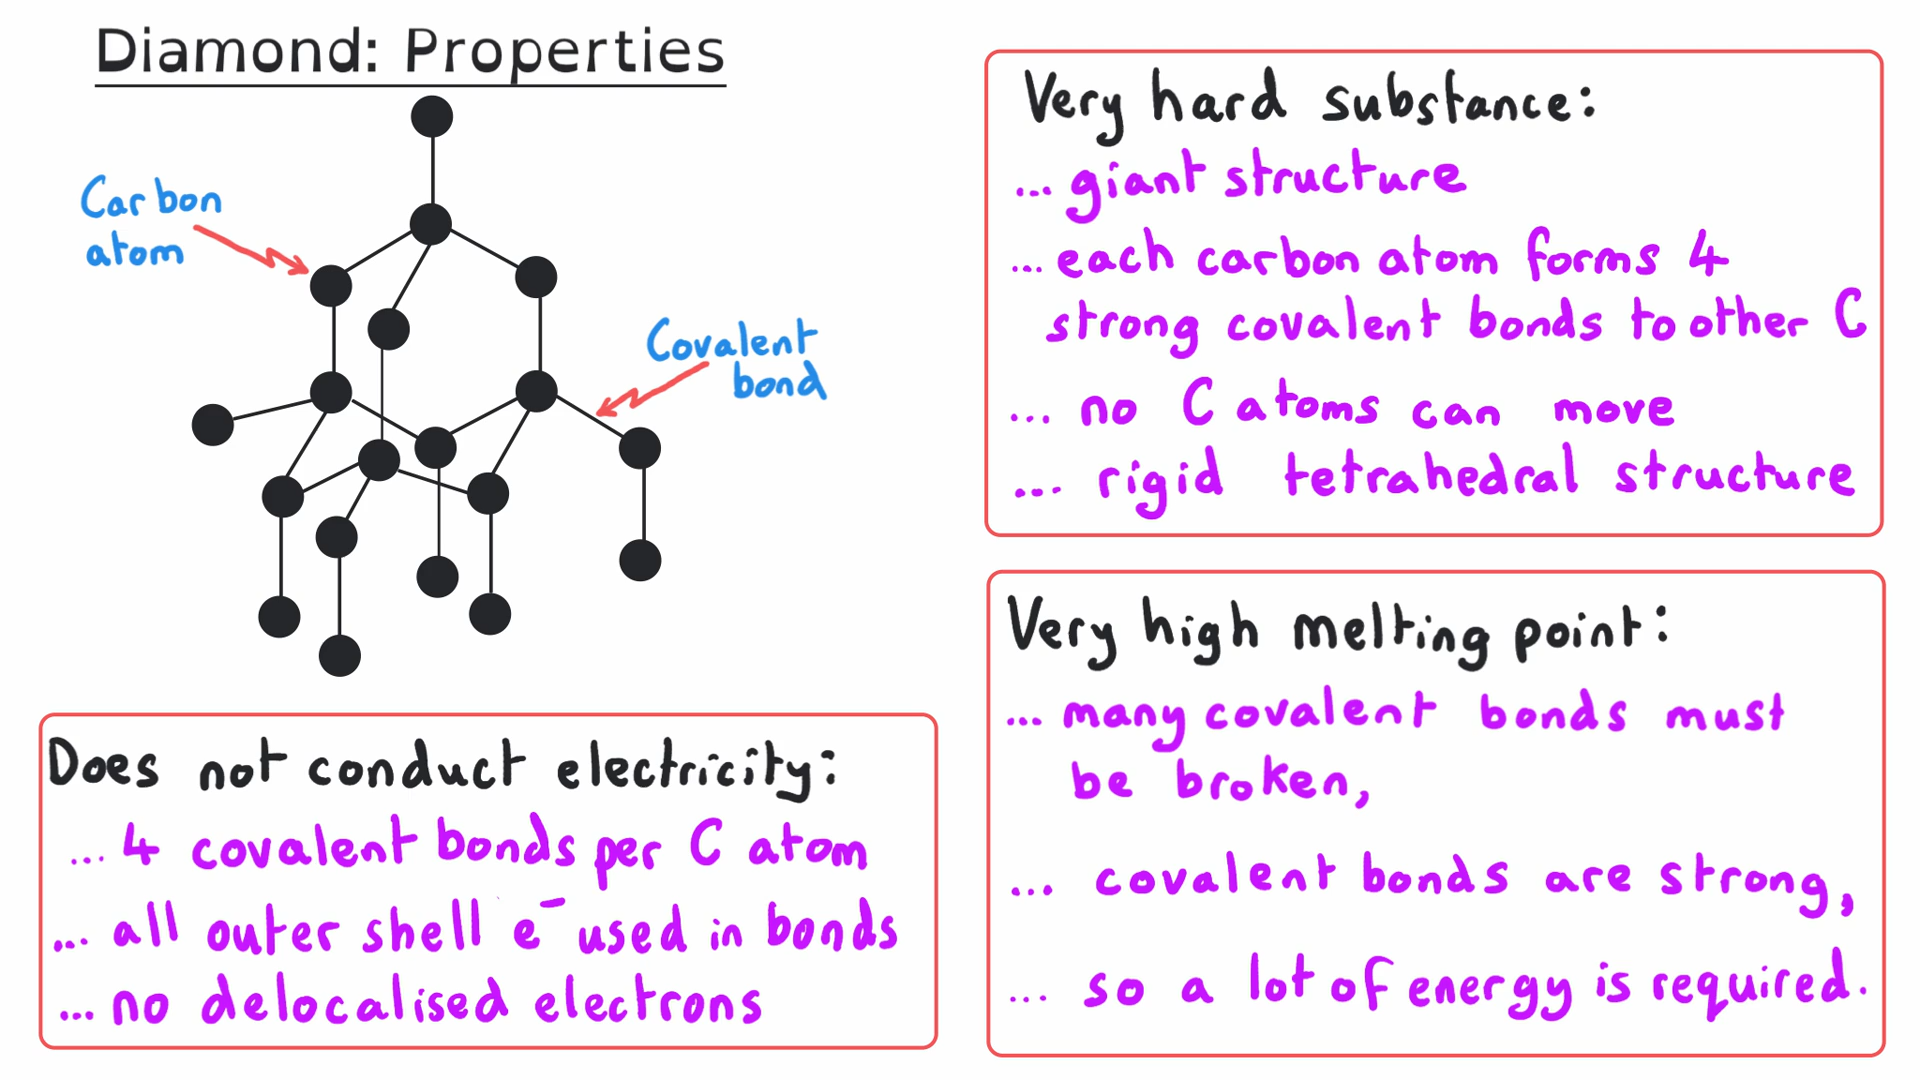 Diamond: Properties
Carbon
atom
Covalent
bond
Does not conduct electricity:
... 4 covalent bonds per C atom
... all outer shell e⁻ used in bonds
... no delocalised electrons
Very hard substance:
... giant structure
... each carbon atom forms 4
strong covalent bonds to other C
... no C atoms can move
... rigid tetrahedral structure
Very high melting point:
... many covalent bonds must
be broken,
... covalent bonds are strong,
... so a lot of energy is required.